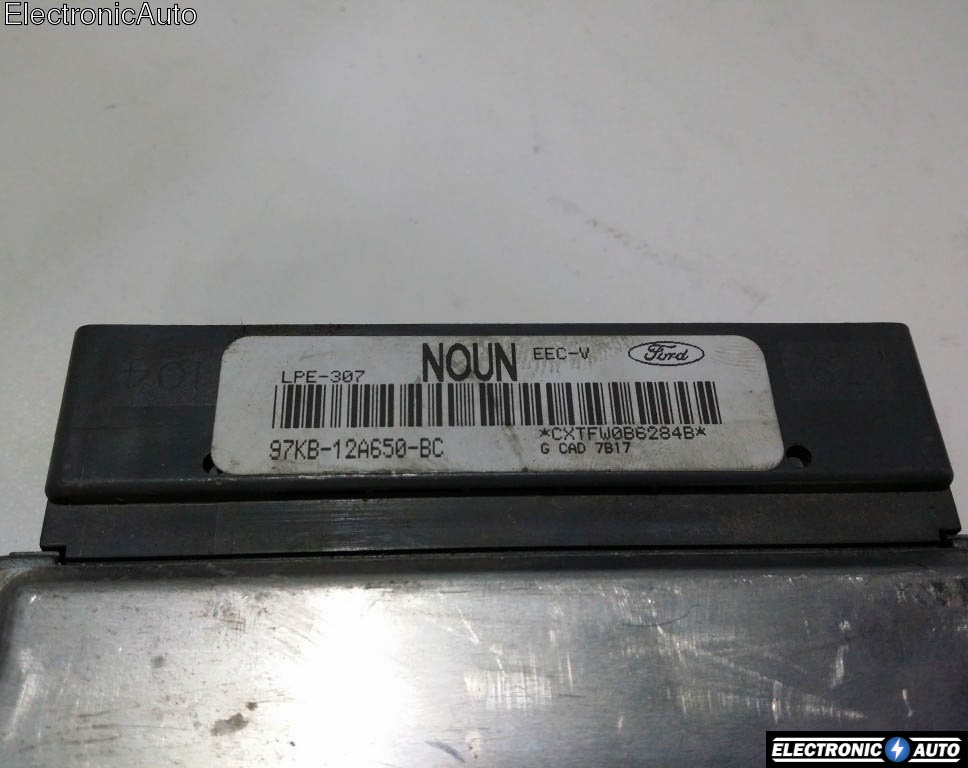 ElectronicAuto
NOUN EEC-V Ford
LPE-307
*CXTFW0B6284B*
97KB-12A650-BC
G CAD 7B17
ELECTRONIC AUTO